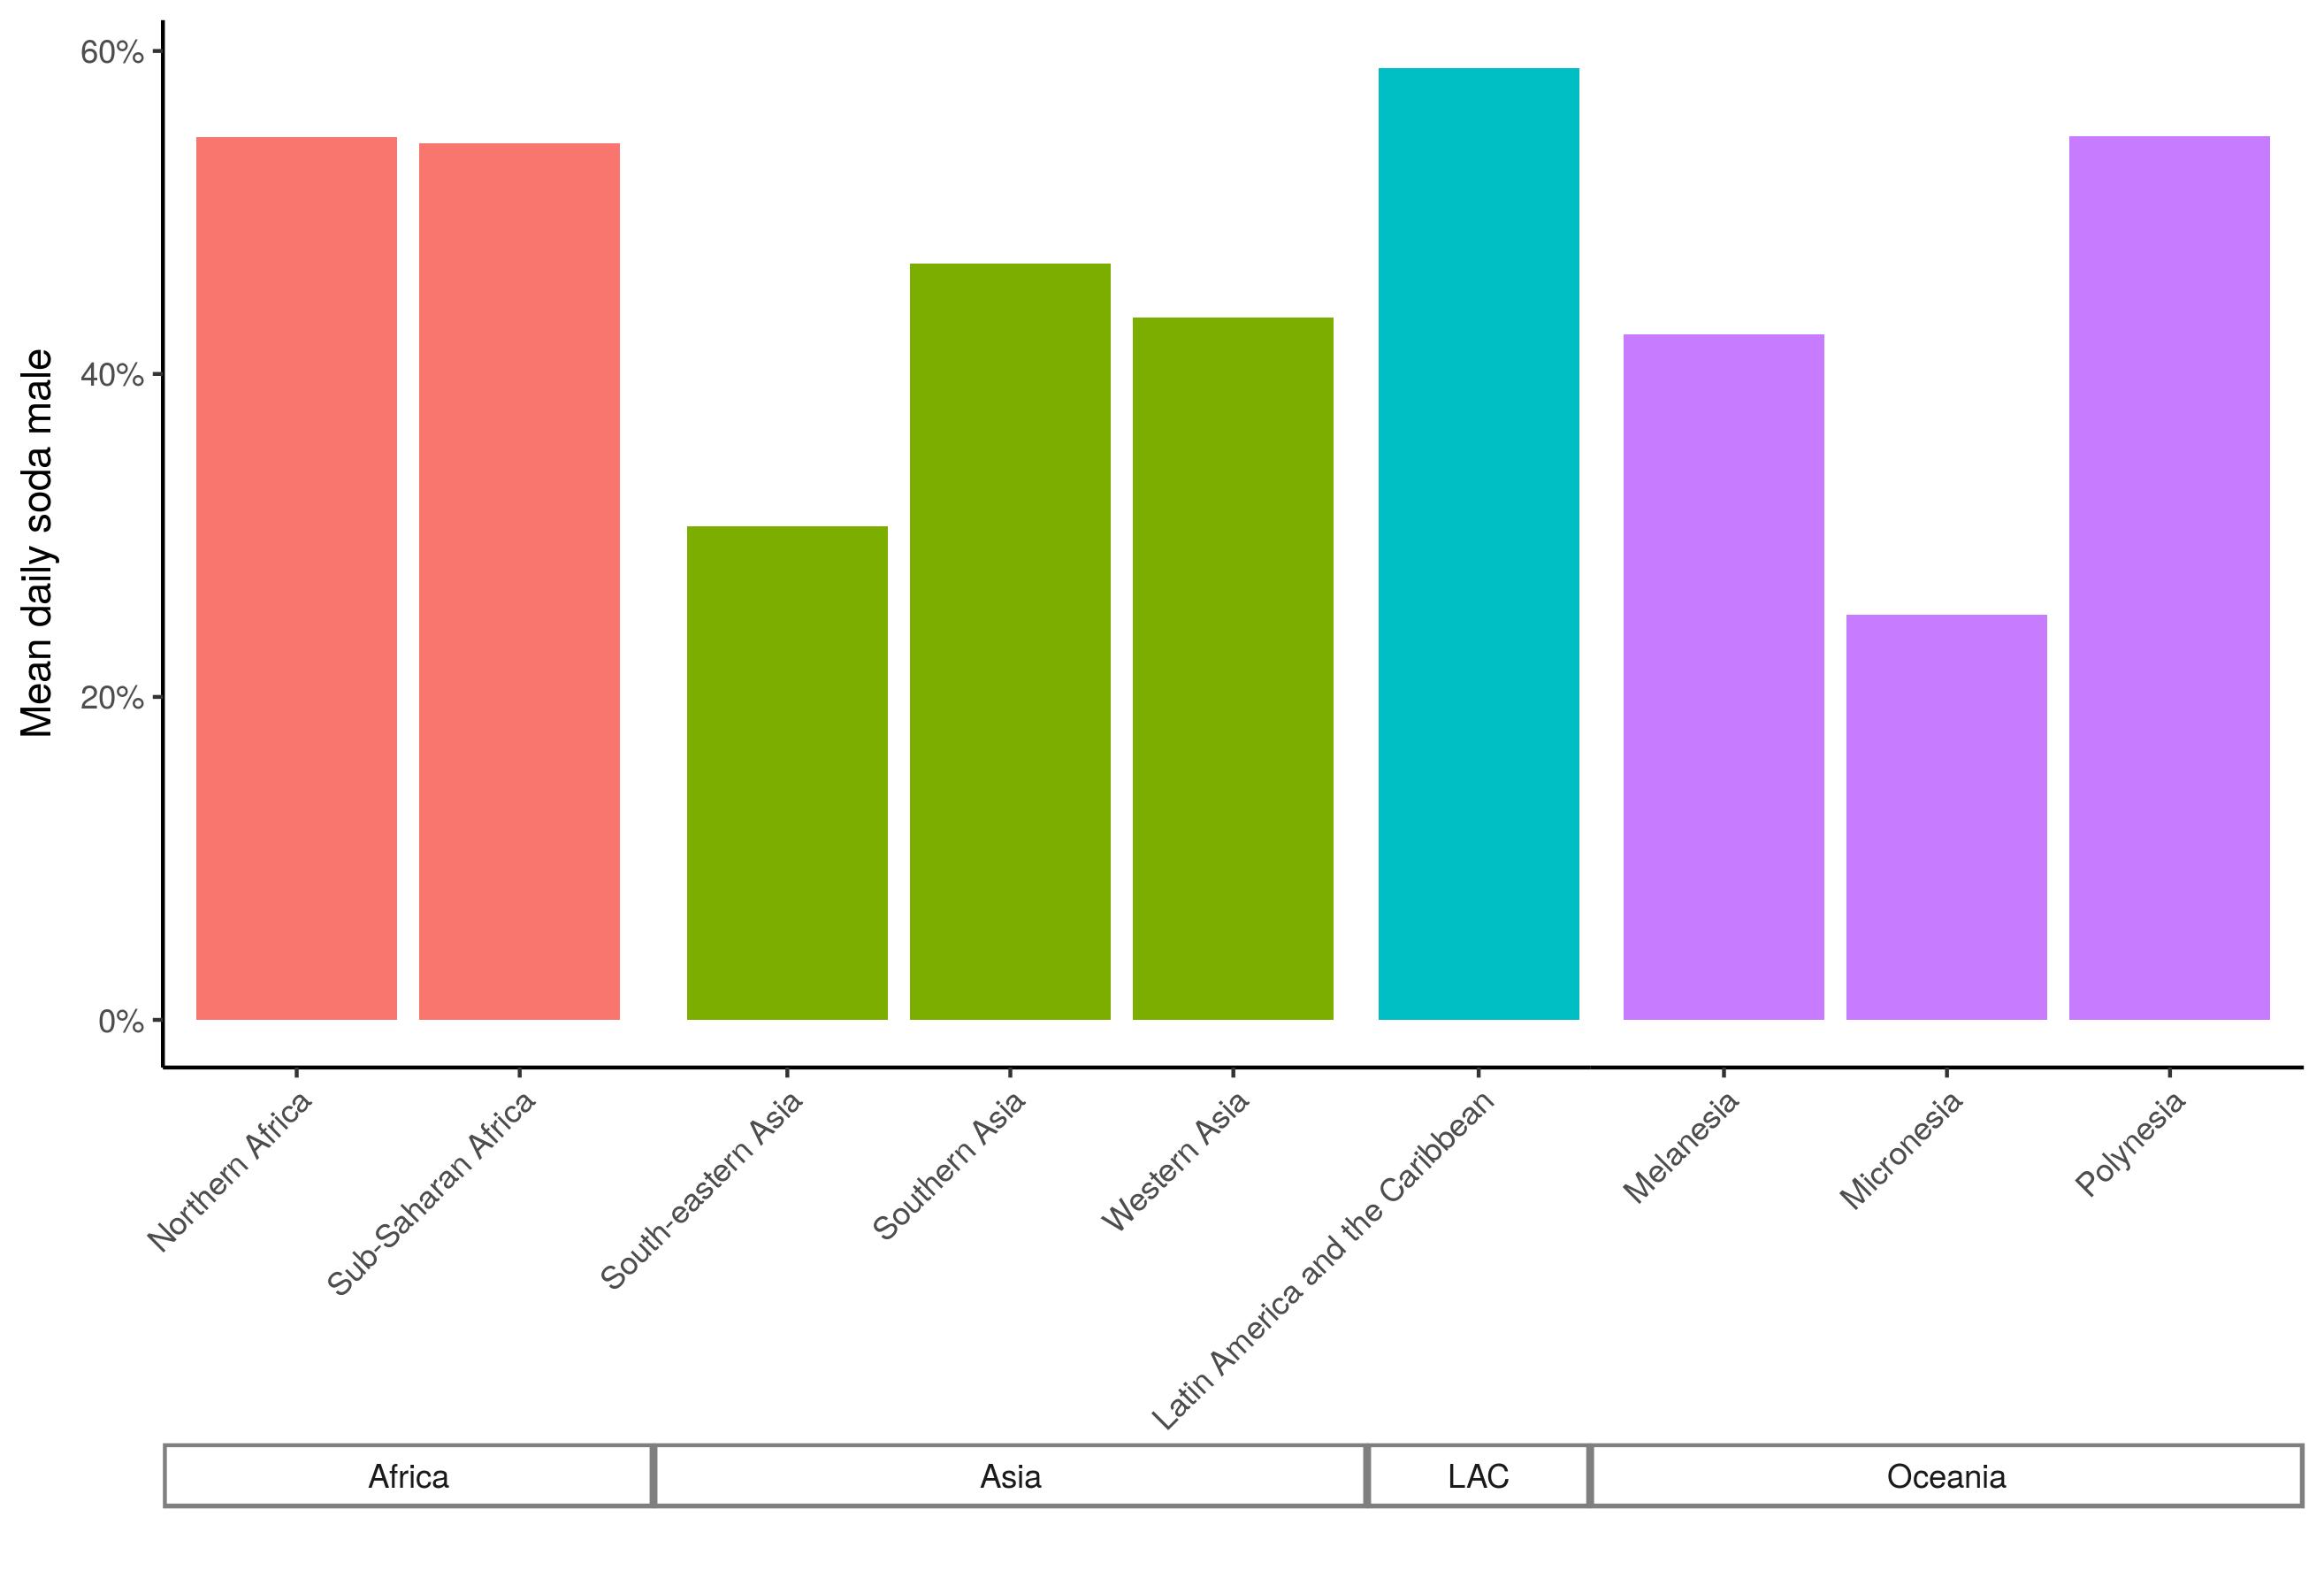 Mean daily soda male
60%
40%
20%
0%
Northern Africa
Sub-Saharan Africa
South-eastern Asia
Southern Asia
Western Asia
Latin America and the Caribbean
Melanesia
Micronesia
Polynesia
Africa
Asia
LAC
Oceania